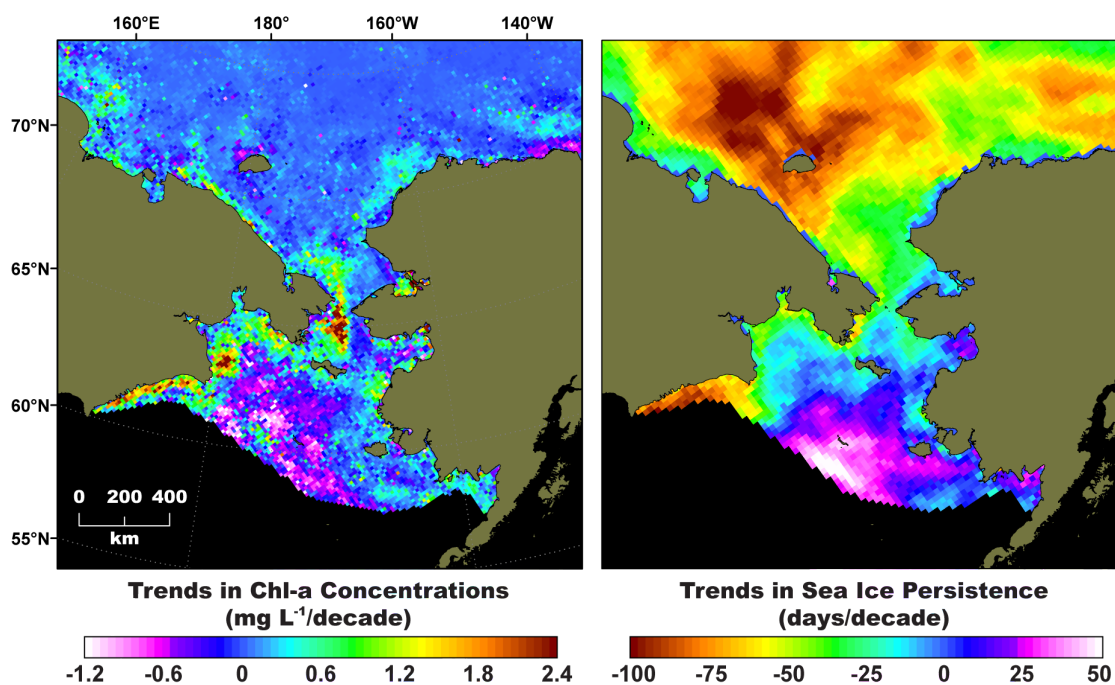 160°E 180° 160°W 140°W
70°N
65°N
60°N
55°N
0 200 400
km
Trends in Chl-a Concentrations
(mg L⁻¹/decade)
-1.2 -0.6 0 0.6 1.2 1.8 2.4
Trends in Sea Ice Persistence
(days/decade)
-100 -75 -50 0 25 50